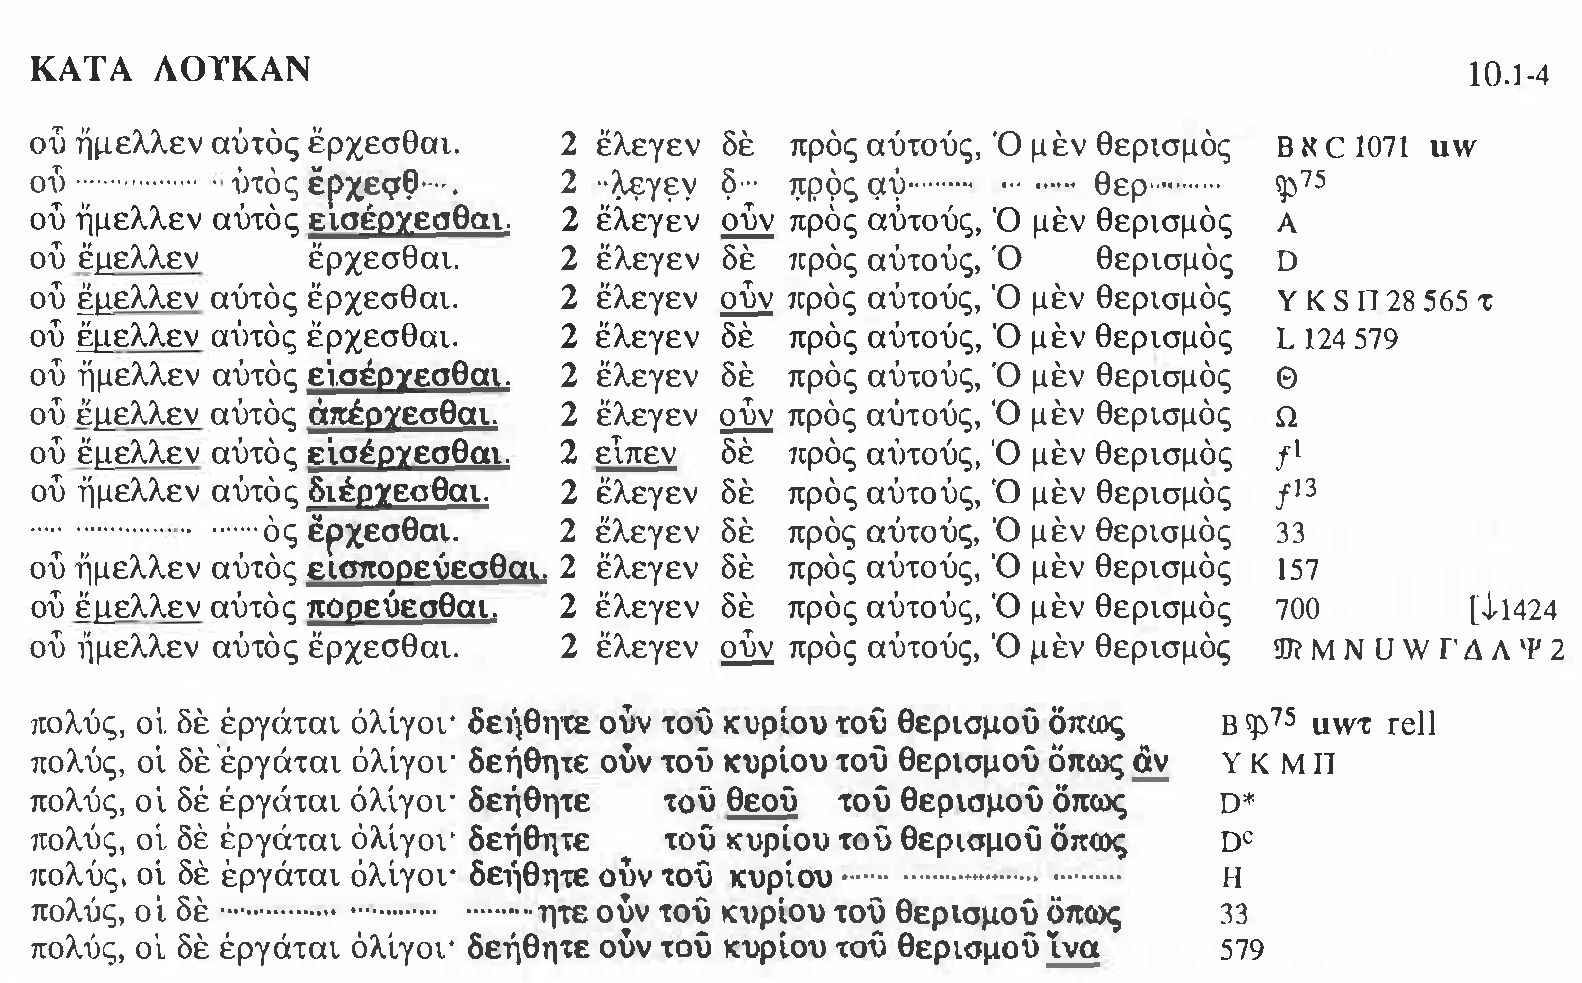 ΚΑΤΑ ΛΟΥΚΑΝ 10.1-4
οὗ ἤμελλεν αὐτὸς ἔρχεσθαι. 2 ἔλεγεν δὲ πρὸς αὐτούς, Ὁ μὲν θερισμὸς B א C 1071 uw
οὗ ............ ..ὐτὸς ἔρχεσθ.... 2 ..λεγεν δ... πρὸς αὐ........ ... ..... θερ........ 𝔓75
οὗ ἤμελλεν αὐτὸς εἰσέρχεσθαι. 2 ἔλεγεν οὖν πρὸς αὐτούς, Ὁ μὲν θερισμὸς A
οὗ ἔμελλεν ἔρχεσθαι. 2 ἔλεγεν δὲ πρὸς αὐτούς, Ὁ θερισμὸς D
οὗ ἔμελλεν αὐτὸς ἔρχεσθαι. 2 ἔλεγεν οὖν πρὸς αὐτούς, Ὁ μὲν θερισμὸς Y K S Π 28 565 τ
οὗ ἔμελλεν αὐτὸς ἔρχεσθαι. 2 ἔλεγεν δὲ πρὸς αὐτούς, Ὁ μὲν θερισμὸς L 124 579
οὗ ἤμελλεν αὐτὸς εἰσέρχεσθαι. 2 ἔλεγεν δὲ πρὸς αὐτούς, Ὁ μὲν θερισμὸς Θ
οὗ ἔμελλεν αὐτὸς ἀπέρχεσθαι. 2 ἔλεγεν οὖν πρὸς αὐτούς, Ὁ μὲν θερισμὸς Ω
οὗ ἔμελλεν αὐτὸς εἰσέρχεσθαι. 2 εἶπεν δὲ πρὸς αὐτούς, Ὁ μὲν θερισμὸς f1
οὗ ἤμελλεν αὐτὸς διέρχεσθαι. 2 ἔλεγεν δὲ πρὸς αὐτούς, Ὁ μὲν θερισμὸς f13
..... ............... .......ὸς ἔρχεσθαι. 2 ἔλεγεν δὲ πρὸς αὐτούς, Ὁ μὲν θερισμὸς 33
οὗ ἤμελλεν αὐτὸς εἰσπορεύεσθαι. 2 ἔλεγεν δὲ πρὸς αὐτούς, Ὁ μὲν θερισμὸς 157
οὗ ἔμελλεν αὐτὸς πορεύεσθαι. 2 ἔλεγεν δὲ πρὸς αὐτούς, Ὁ μὲν θερισμὸς 700 [↓1424
οὗ ἤμελλεν αὐτὸς ἔρχεσθαι. 2 ἔλεγεν οὖν πρὸς αὐτούς, Ὁ μὲν θερισμὸς 𝔐 M N U W Γ Δ Λ Ψ 2
πολύς, οἱ δὲ ἐργάται ὀλίγοι· δεήθητε οὖν τοῦ κυρίου τοῦ θερισμοῦ ὅπως B 𝔓75 uwτ rell
πολύς, οἱ δὲ ἐργάται ὀλίγοι· δεήθητε οὖν τοῦ κυρίου τοῦ θερισμοῦ ὅπως ἂν Y K M Π
πολύς, οἱ δὲ ἐργάται ὀλίγοι· δεήθητε τοῦ θεοῦ τοῦ θερισμοῦ ὅπως D*
πολύς, οἱ δὲ ἐργάται ὀλίγοι· δεήθητε τοῦ κυρίου τοῦ θερισμοῦ ὅπως Dc
πολύς, οἱ δὲ ἐργάται ὀλίγοι· δεήθητε οὖν τοῦ κυρίου ...... ................. ......... H
πολύς, οἱ δὲ .............. ........... .........ητε οὖν τοῦ κυρίου τοῦ θερισμοῦ ὅπως 33
πολύς, οἱ δὲ ἐργάται ὀλίγοι· δεήθητε οὖν τοῦ κυρίου τοῦ θερισμοῦ ἵνα 579